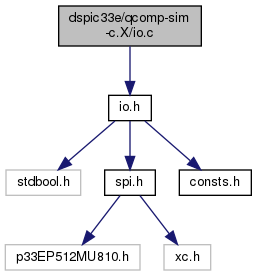 dspic33e/qcomp-sim
-c.X/io.c
io.h
stdbool.h
spi.h
consts.h
p33EP512MU810.h
xc.h